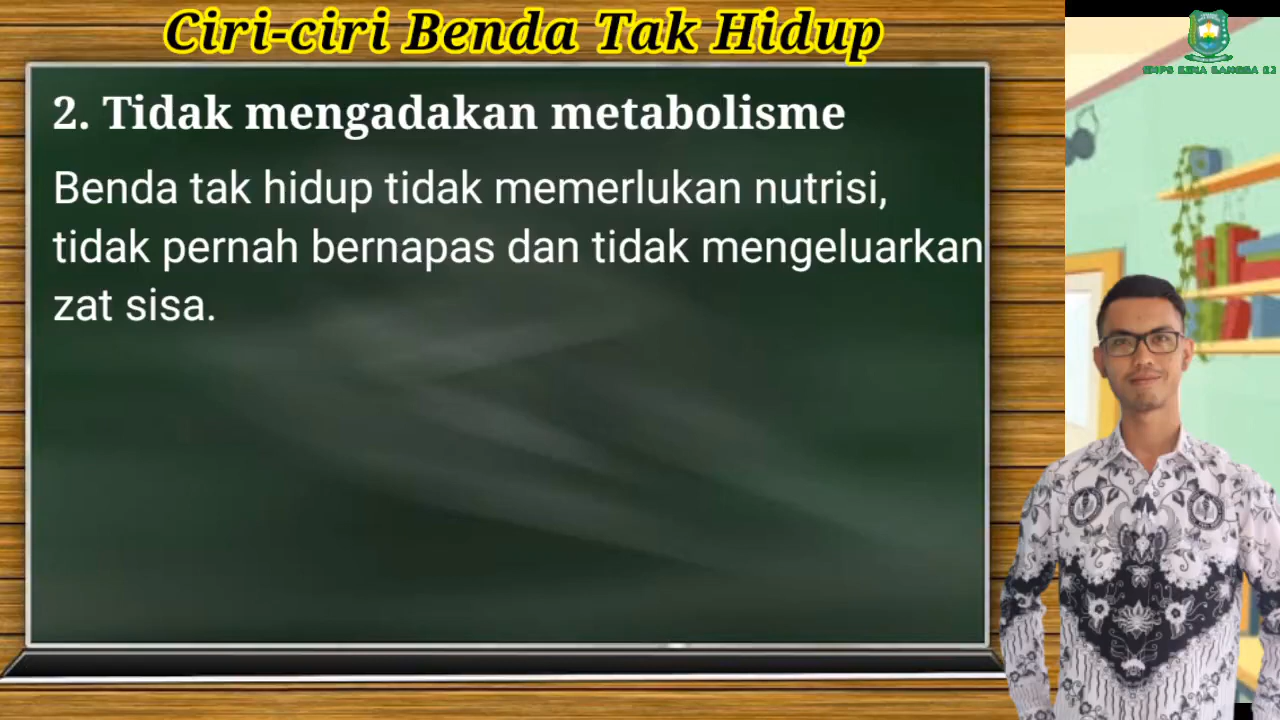 Ciri-ciri Benda Tak Hidup
2. Tidak mengadakan metabolisme
Benda tak hidup tidak memerlukan nutrisi,
tidak pernah bernapas dan tidak mengeluarkan
zat sisa.